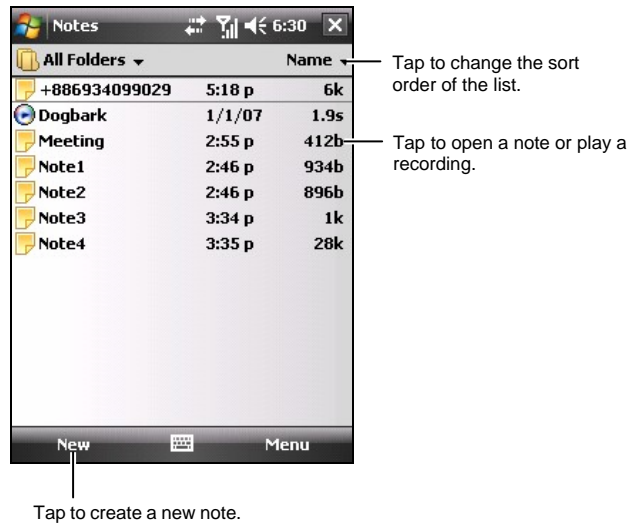 Notes 6:30
All Folders Name
+886934099029 5:18 p 6k
Dogbark 1/1/07 1.9s
Meeting 2:55 p 412b
Note1 2:46 p 934b
Note2 2:46 p 896b
Note3 3:34 p 1k
Note4 3:35 p 28k
New Menu
Tap to change the sort
order of the list.
Tap to open a note or play a
recording.
Tap to create a new note.